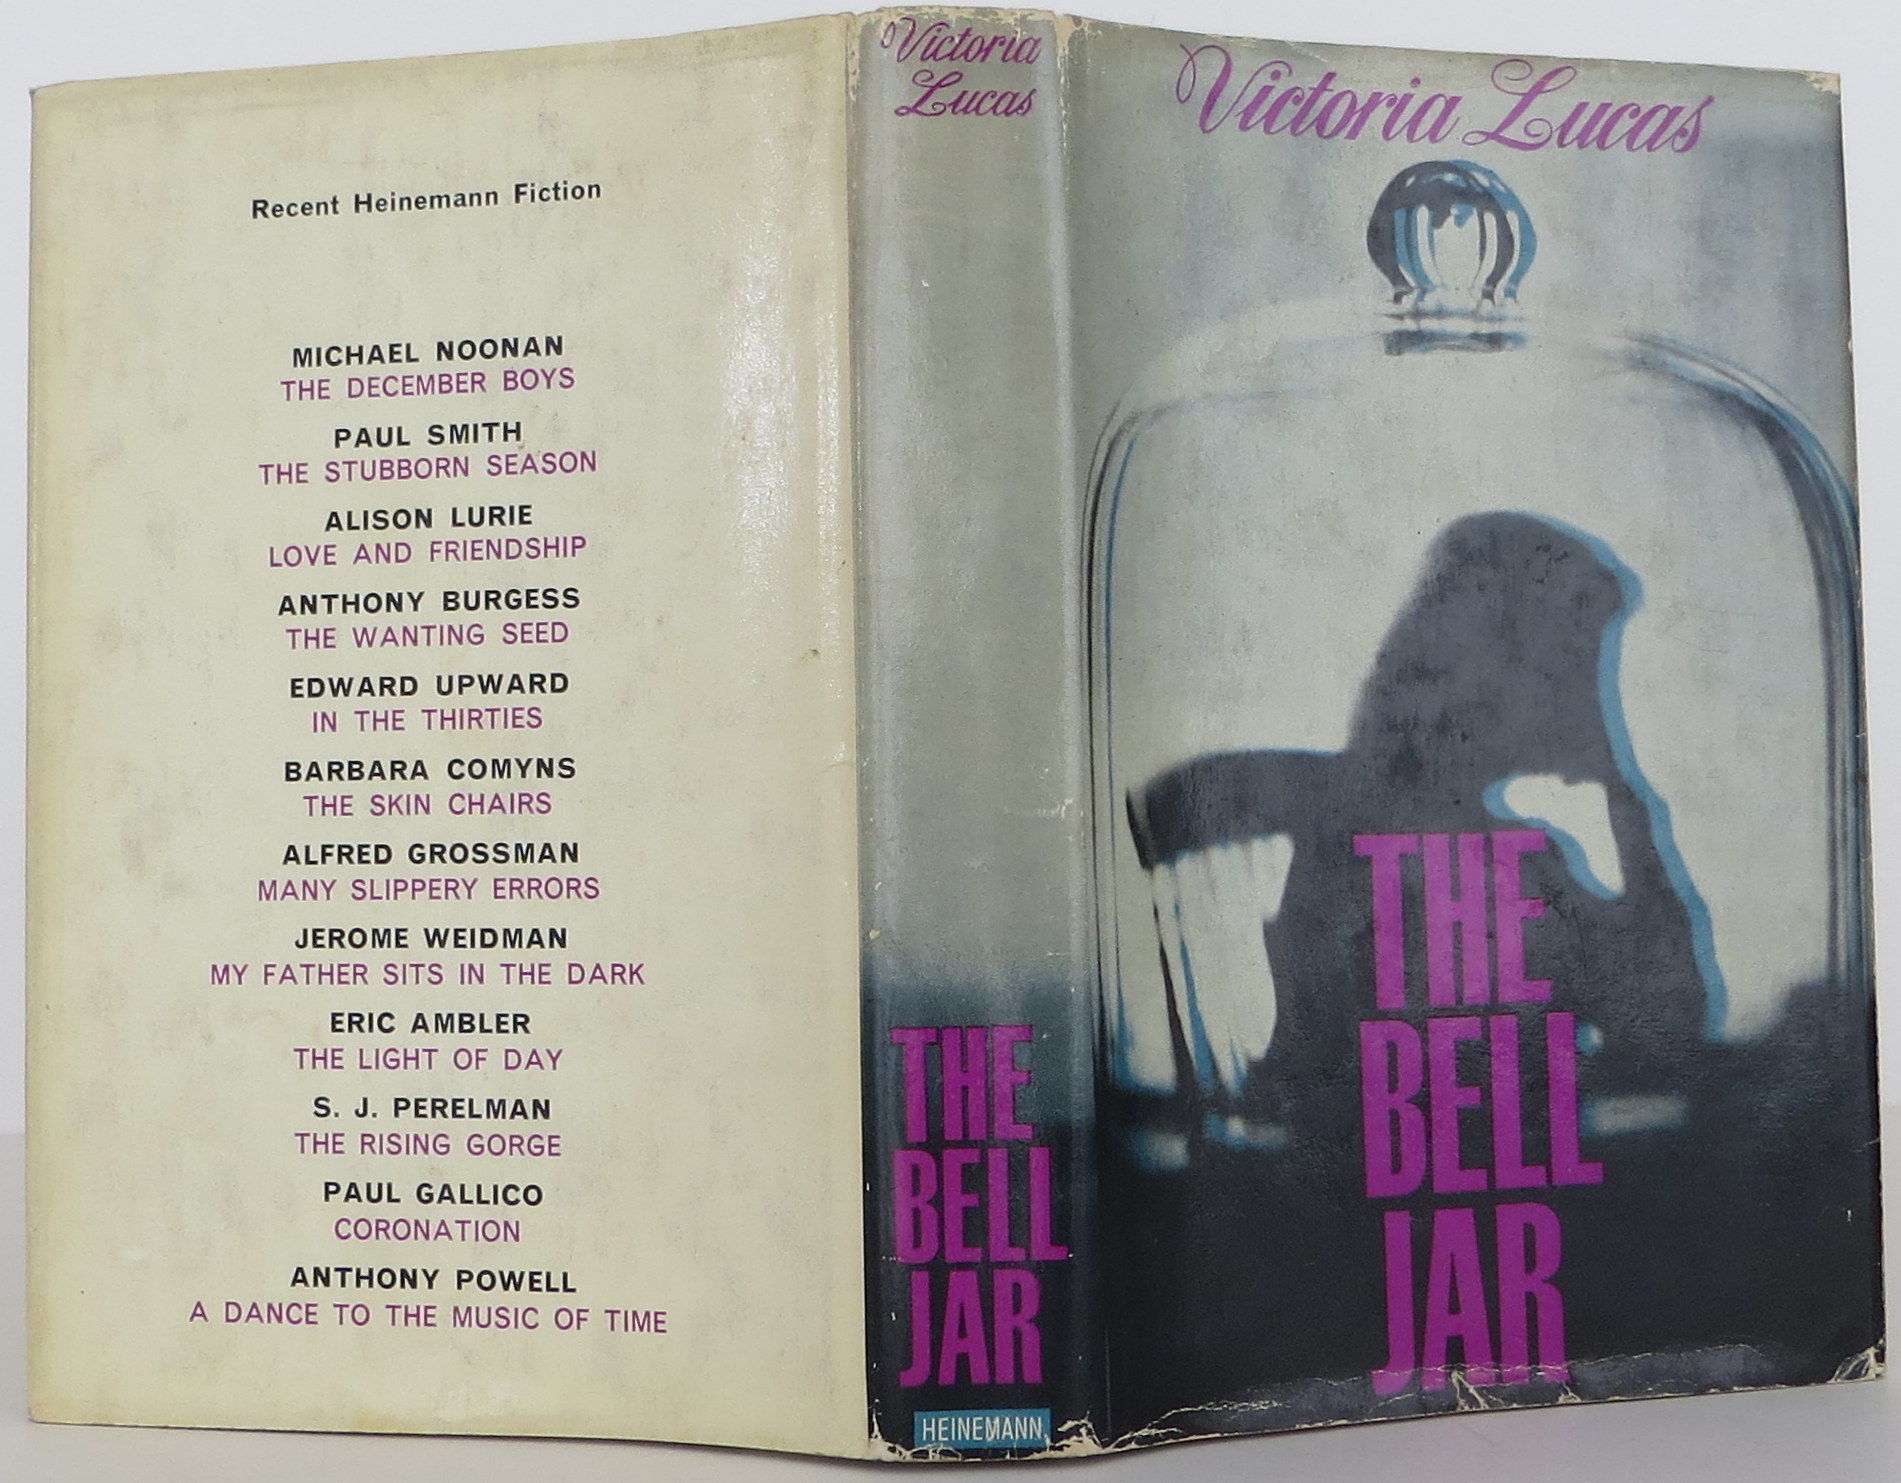 Recent Heinemann Fiction
MICHAEL NOONAN
THE DECEMBER BOYS
PAUL SMITH
THE STUBBORN SEASON
ALISON LURIE
LOVE AND FRIENDSHIP
ANTHONY BURGESS
THE WANTING SEED
EDWARD UPWARD
IN THE THIRTIES
BARBARA COMYNS
THE SKIN CHAIRS
ALFRED GROSSMAN
MANY SLIPPERY ERRORS
JEROME WEIDMAN
MY FATHER SITS IN THE DARK
ERIC AMBLER
THE LIGHT OF DAY
S. J. PERELMAN
THE RISING GORGE
PAUL GALLICO
CORONATION
ANTHONY POWELL
A DANCE TO THE MUSIC OF TIME
Victoria
Lucas
THE
BELL
JAR
HEINEMANN
Victoria Lucas
THE
BELL
JAR